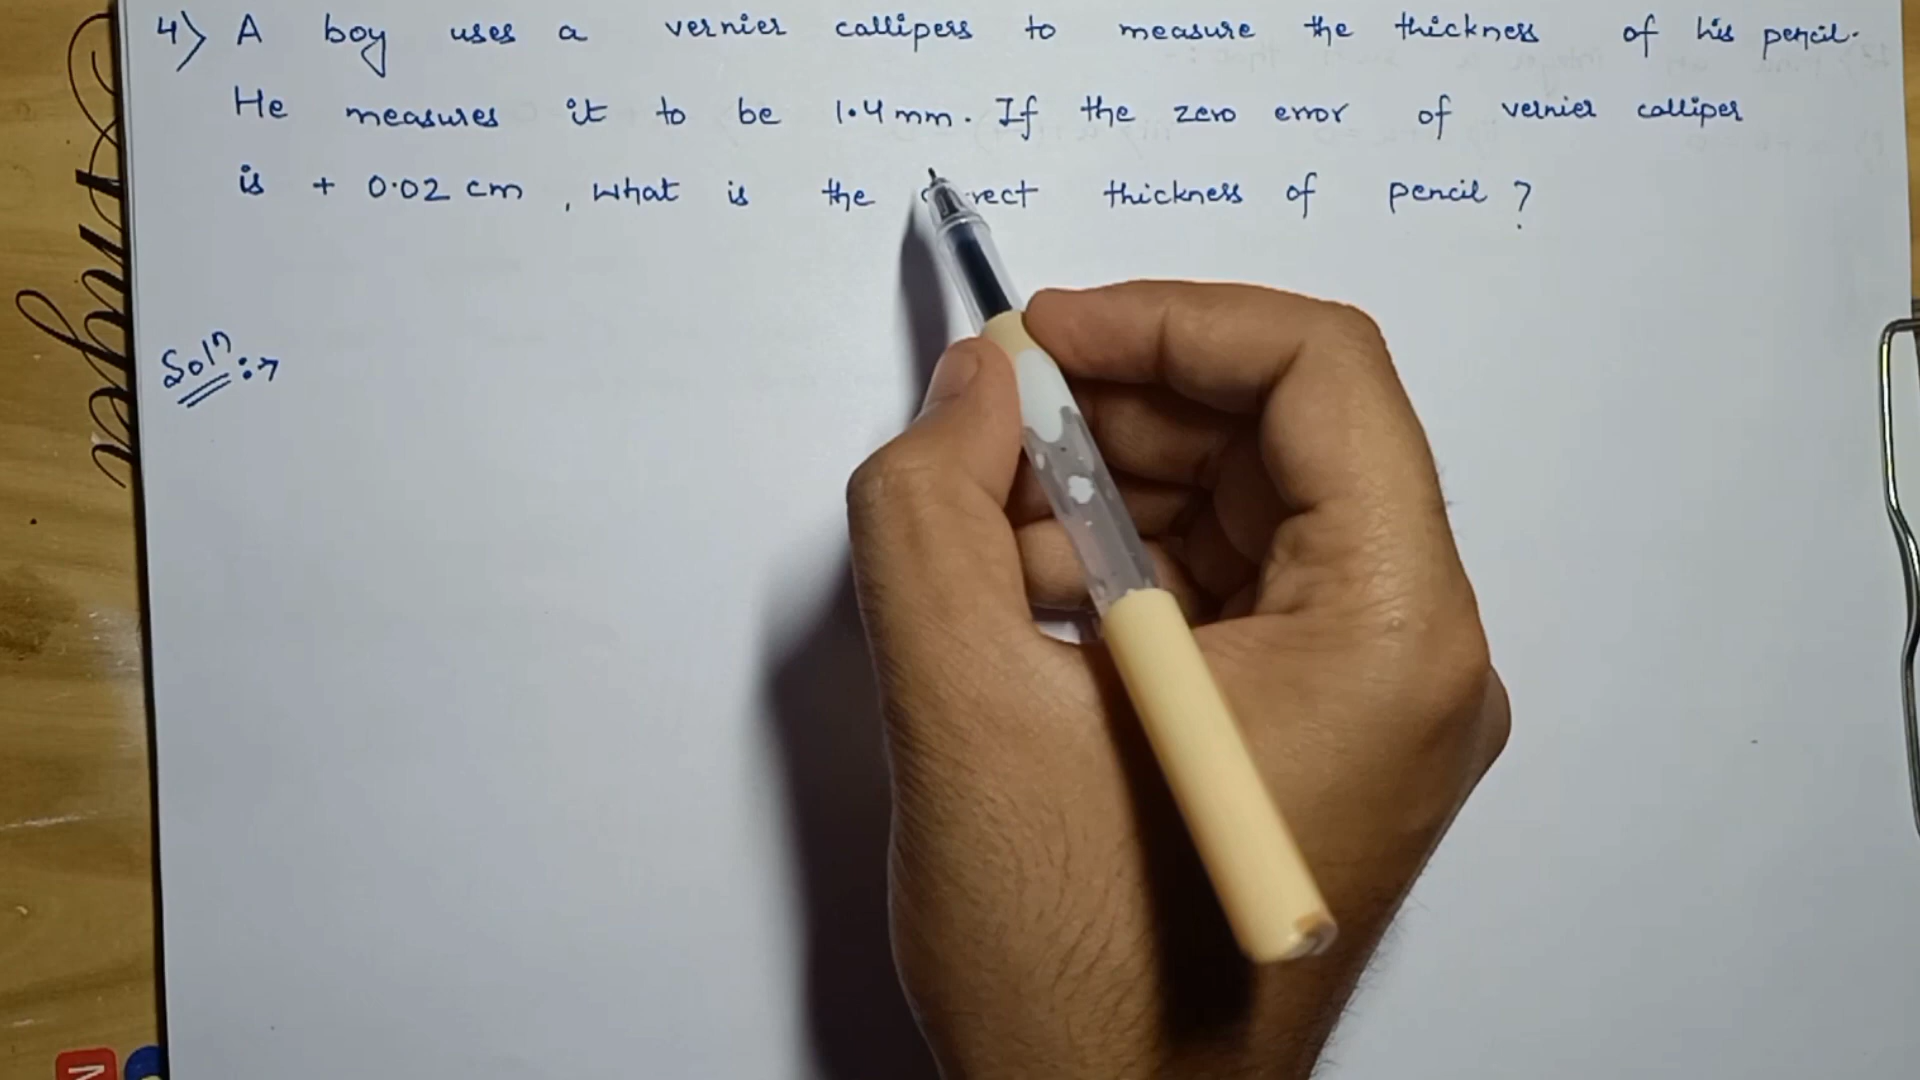 4) A boy uses a vernier callipers to measure the thickness of his pencil.
He measures it to be 1.4 mm. If the zero error of vernier calliper
is + 0.02 cm, what is the correct thickness of pencil ?
Soln :→